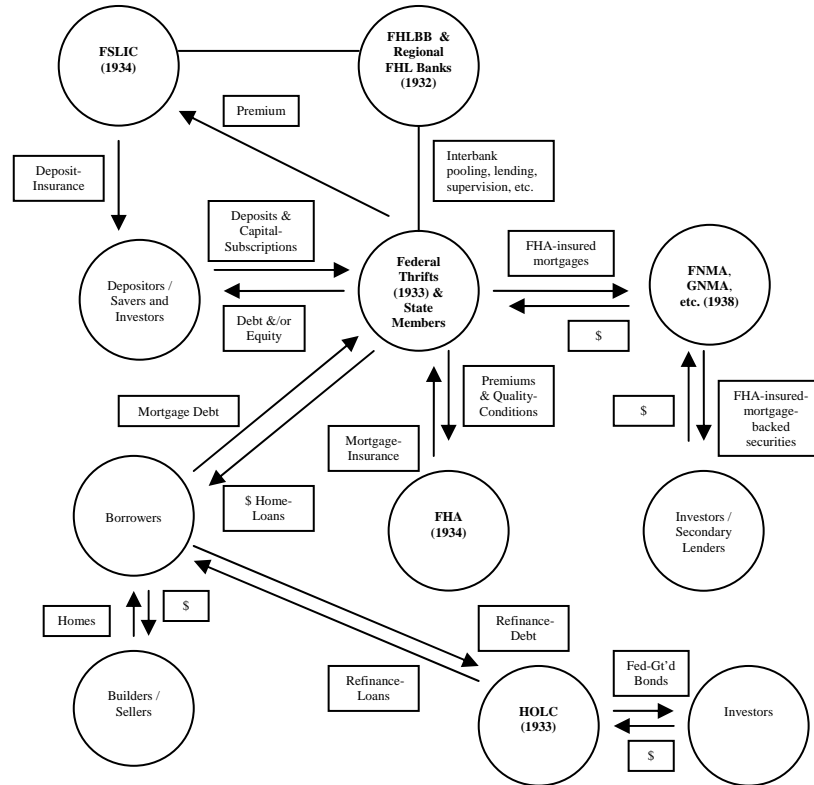 FSLIC
(1934)
FHLBB & 
Regional
FHL Banks
(1932)
Premium
Deposit-
Insurance
Interbank
pooling, lending,
supervision, etc.
Deposits &
Capital-
Subscriptions
Depositors /
Savers and
Investors
Federal
Thrifts
(1933) &
State
Members
FHA-insured
mortgages
FNMA,
GNMA,
etc. (1938)
Debt &/or
Equity
$
Mortgage Debt
Premiums
& Quality-
Conditions
Mortgage-
Insurance
$
FHA-insured-
mortgage-
backed
securities
Borrowers
$ Home-
Loans
FHA
(1934)
Investors /
Secondary
Lenders
Homes
$
Refinance-
Debt
Builders /
Sellers
Refinance-
Loans
HOLC
(1933)
Fed-Gt'd
Bonds
$
Investors